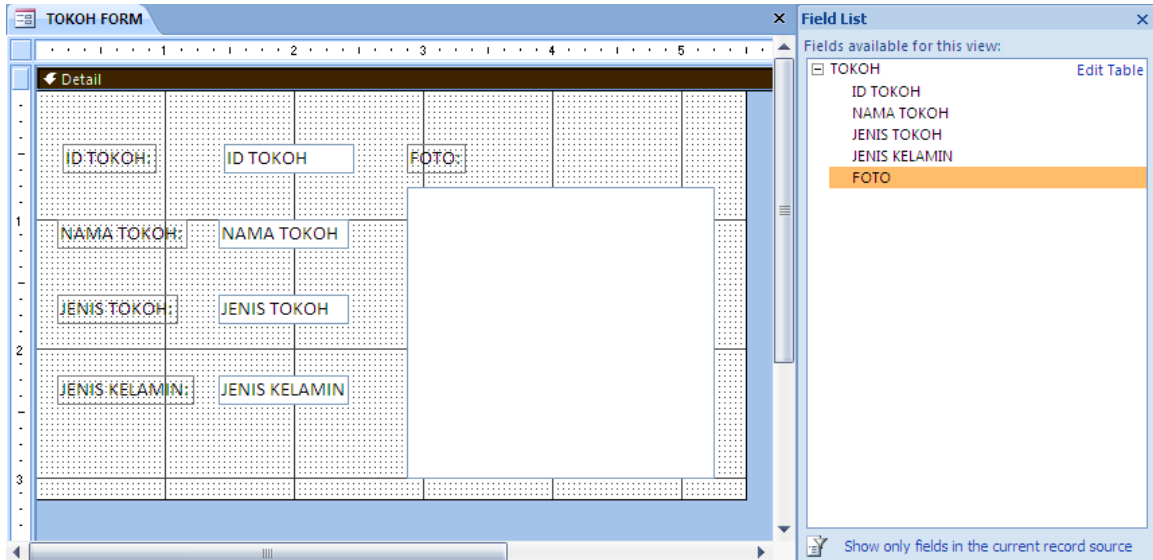 TOKOH FORM
1 2 3 4 5
Detail
ID TOKOH: ID TOKOH FOTO:
1
NAMA TOKOH: NAMA TOKOH
JENIS TOKOH: JENIS TOKOH
2
JENIS KELAMIN: JENIS KELAMIN
3
Field List
Fields available for this view:
TOKOH Edit Table
ID TOKOH
NAMA TOKOH
JENIS TOKOH
JENIS KELAMIN
FOTO
Show only fields in the current record source